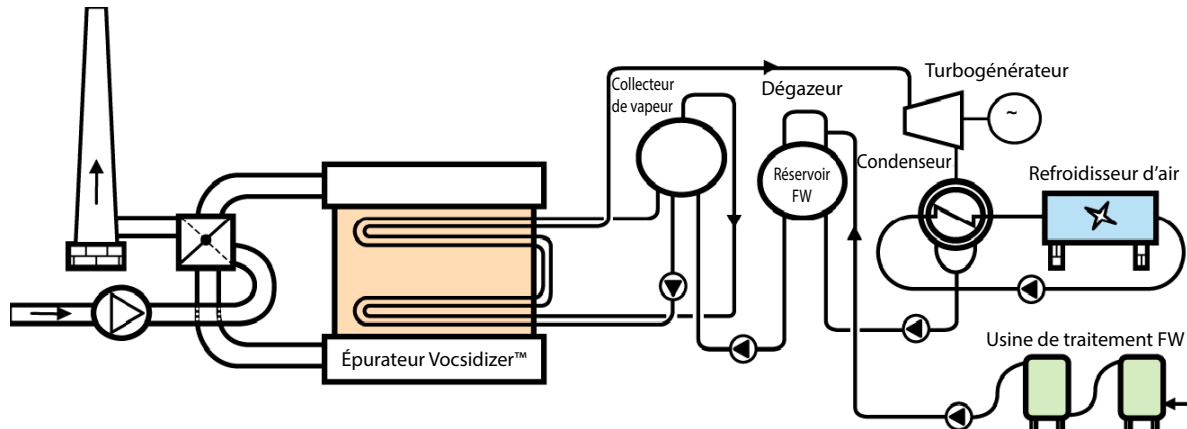 Turbogénérateur
Collecteur
de vapeur
Dégazeur
~
Condenseur
Réservoir
FW
Refroidisseur d'air
Épurateur Vocsidizer™
Usine de traitement FW